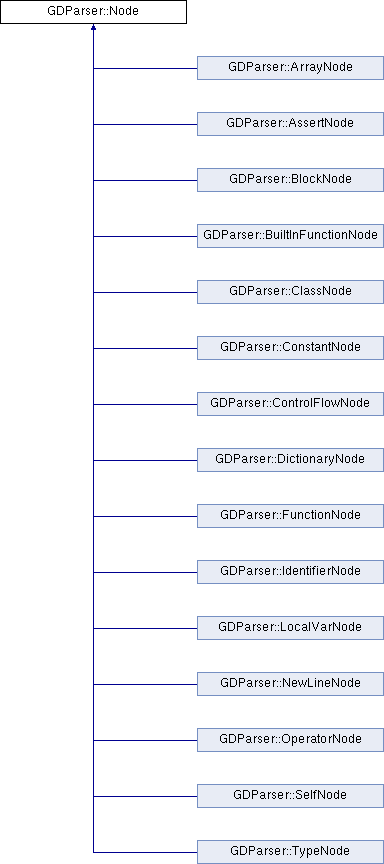 GDParser::Node
GDParser::ArrayNode
GDParser::AssertNode
GDParser::BlockNode
GDParser::BuiltInFunctionNode
GDParser::ClassNode
GDParser::ConstantNode
GDParser::ControlFlowNode
GDParser::DictionaryNode
GDParser::FunctionNode
GDParser::IdentifierNode
GDParser::LocalVarNode
GDParser::NewLineNode
GDParser::OperatorNode
GDParser::SelfNode
GDParser::TypeNode